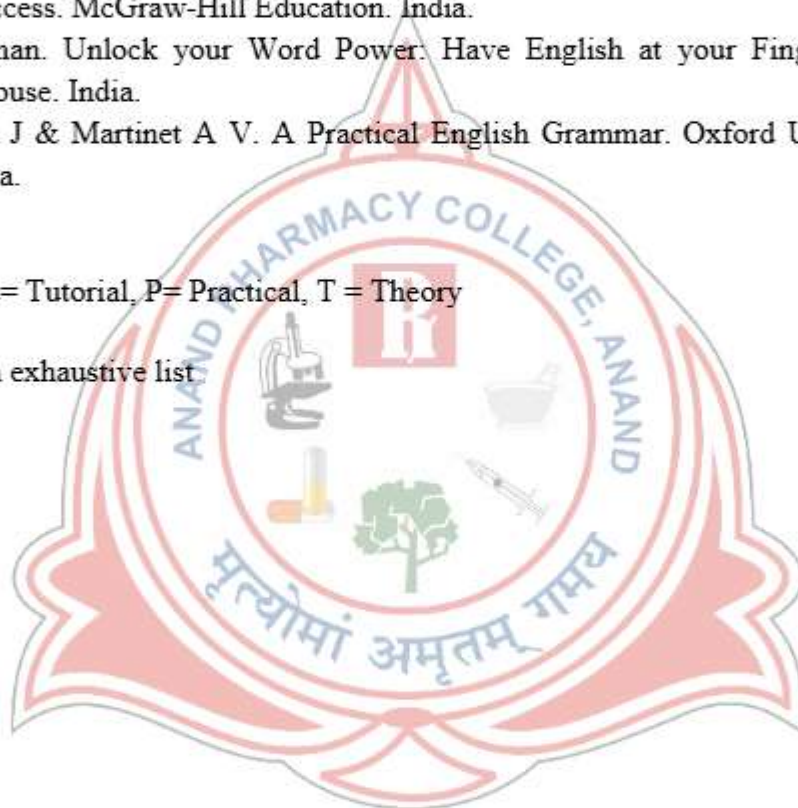 ccess. McGraw-Hill Education. India.
nan. Unlock your Word Power: Have English at your Fing
ouse. India.
J & Martinet A V. A Practical English Grammar. Oxford U
a.
ANAND PHARMACY COLLEGE, ANAND
= Tutorial, P= Practical, T = Theory
exhaustive list
मृत्योर्मा अमृतम् गमय